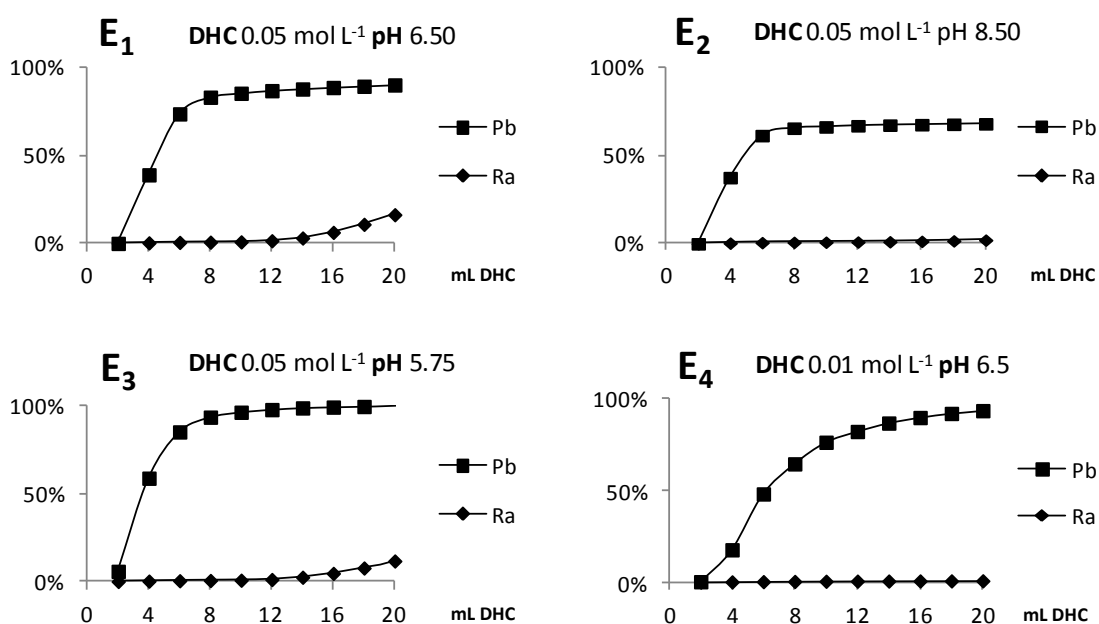 E1 DHC 0.05 mol L-1 pH 6.50
100%
50%
0%
0 4 8 12 16 20 mL DHC
Pb
Ra
E2 DHC 0.05 mol L-1 pH 8.50
100%
50%
0%
0 4 8 12 16 20 mL DHC
Pb
Ra
E3 DHC 0.05 mol L-1 pH 5.75
100%
50%
0%
0 4 8 12 16 20 mL DHC
Pb
Ra
E4 DHC 0.01 mol L-1 pH 6.5
100%
50%
0%
0 4 8 12 16 20 mL DHC
Pb
Ra